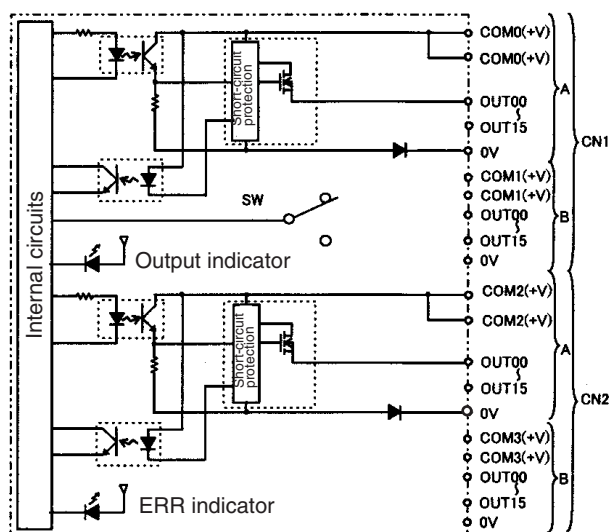 Internal circuits
Short-circuit
protection
COM0(+V)
COM0(+V)
OUT00
OUT15
0V
A
CN1
COM1(+V)
COM1(+V)
OUT00
OUT15
0V
B
SW
Output indicator
Short-circuit
protection
COM2(+V)
COM2(+V)
OUT00
OUT15
0V
A
CN2
COM3(+V)
COM3(+V)
OUT00
OUT15
0V
B
ERR indicator